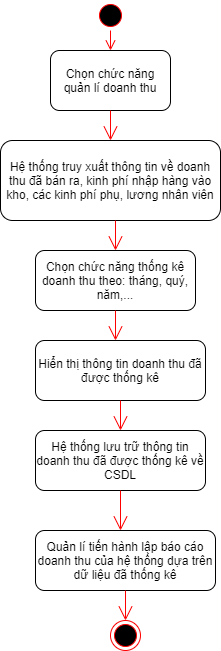 Chọn chức năng
quản lí doanh thu
Hệ thống truy xuất thông tin về doanh
thu đã bán ra, kinh phí nhập hàng vào
kho, các kinh phí phụ, lương nhân viên
Chọn chức năng thống kê
doanh thu theo: tháng, quý,
năm,...
Hiển thị thông tin doanh thu đã
được thống kê
Hệ thống lưu trữ thông tin
doanh thu đã được thống kê về
CSDL
Quản lí tiến hành lập báo cáo
doanh thu của hệ thống dựa trên
dữ liệu đã thống kê